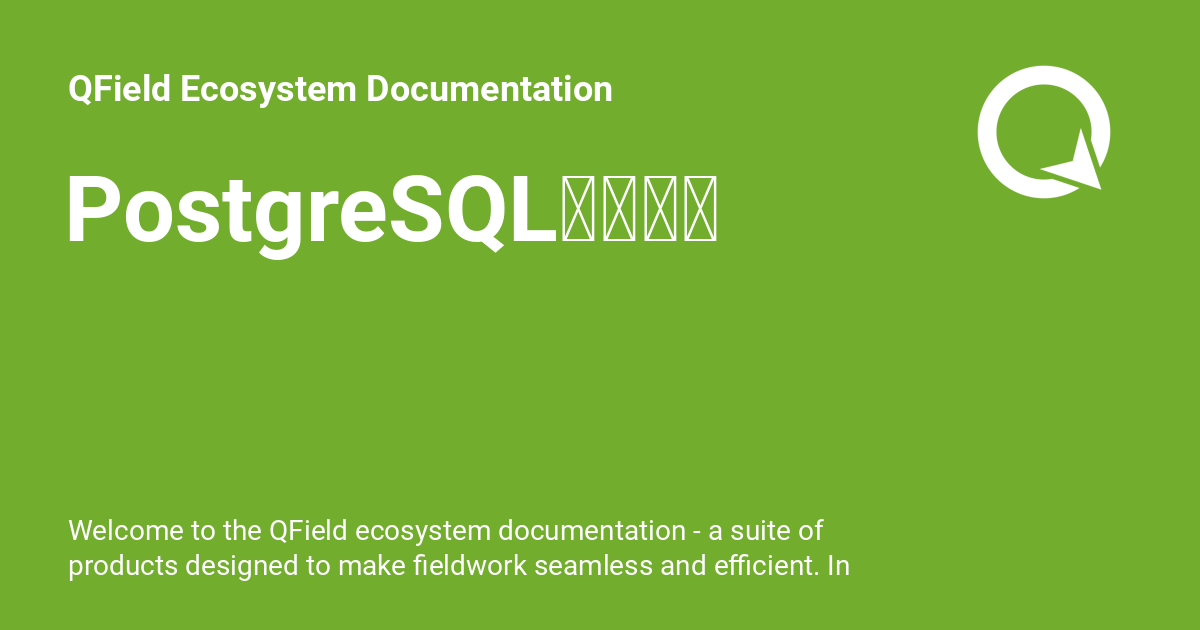 QField Ecosystem Documentation
PostgreSQL
Welcome to the QField ecosystem documentation - a suite of
products designed to make fieldwork seamless and efficient. In